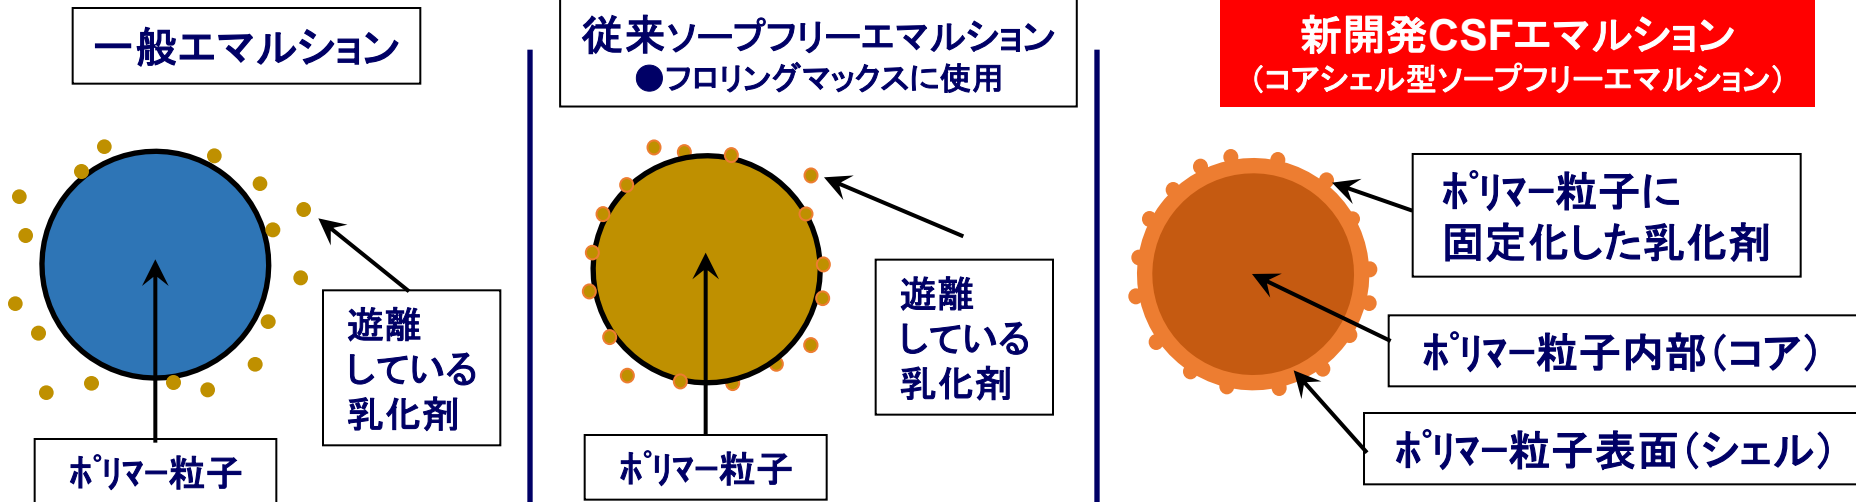 一般エマルション
遊離
している
乳化剤
ポリマー粒子
従来ソープフリーエマルション
●フロリングマックスに使用
遊離
している
乳化剤
ポリマー粒子
新開発CSFエマルション
(コアシェル型ソープフリーエマルション)
ポリマー粒子に
固定化した乳化剤
ポリマー粒子内部(コア)
ポリマー粒子表面(シェル)